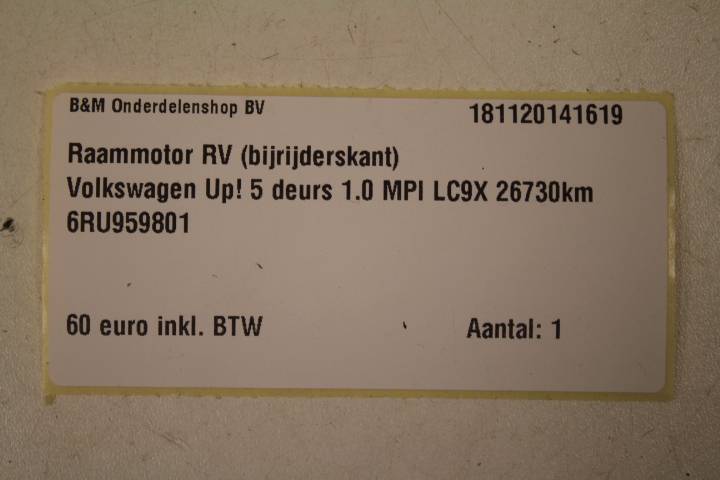 B&M Onderdelenshop BV 181120141619
Raammotor RV (bijrijderskant)
Volkswagen Up! 5 deurs 1.0 MPI LC9X 26730km
6RU959801
60 euro inkl. BTW Aantal: 1